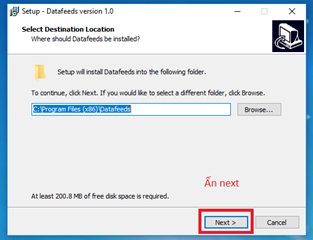 Setup - Datafeeds version 1.0
Select Destination Location
Where should Datafeeds be installed?
Setup will install Datafeeds into the following folder.
To continue, click Next. If you would like to select a different folder, click Browse.
C:\Program Files (x86)\Datafeeds
Browse...
Ấn next
At least 200.8 MB of free disk space is required.
Next >
Cancel